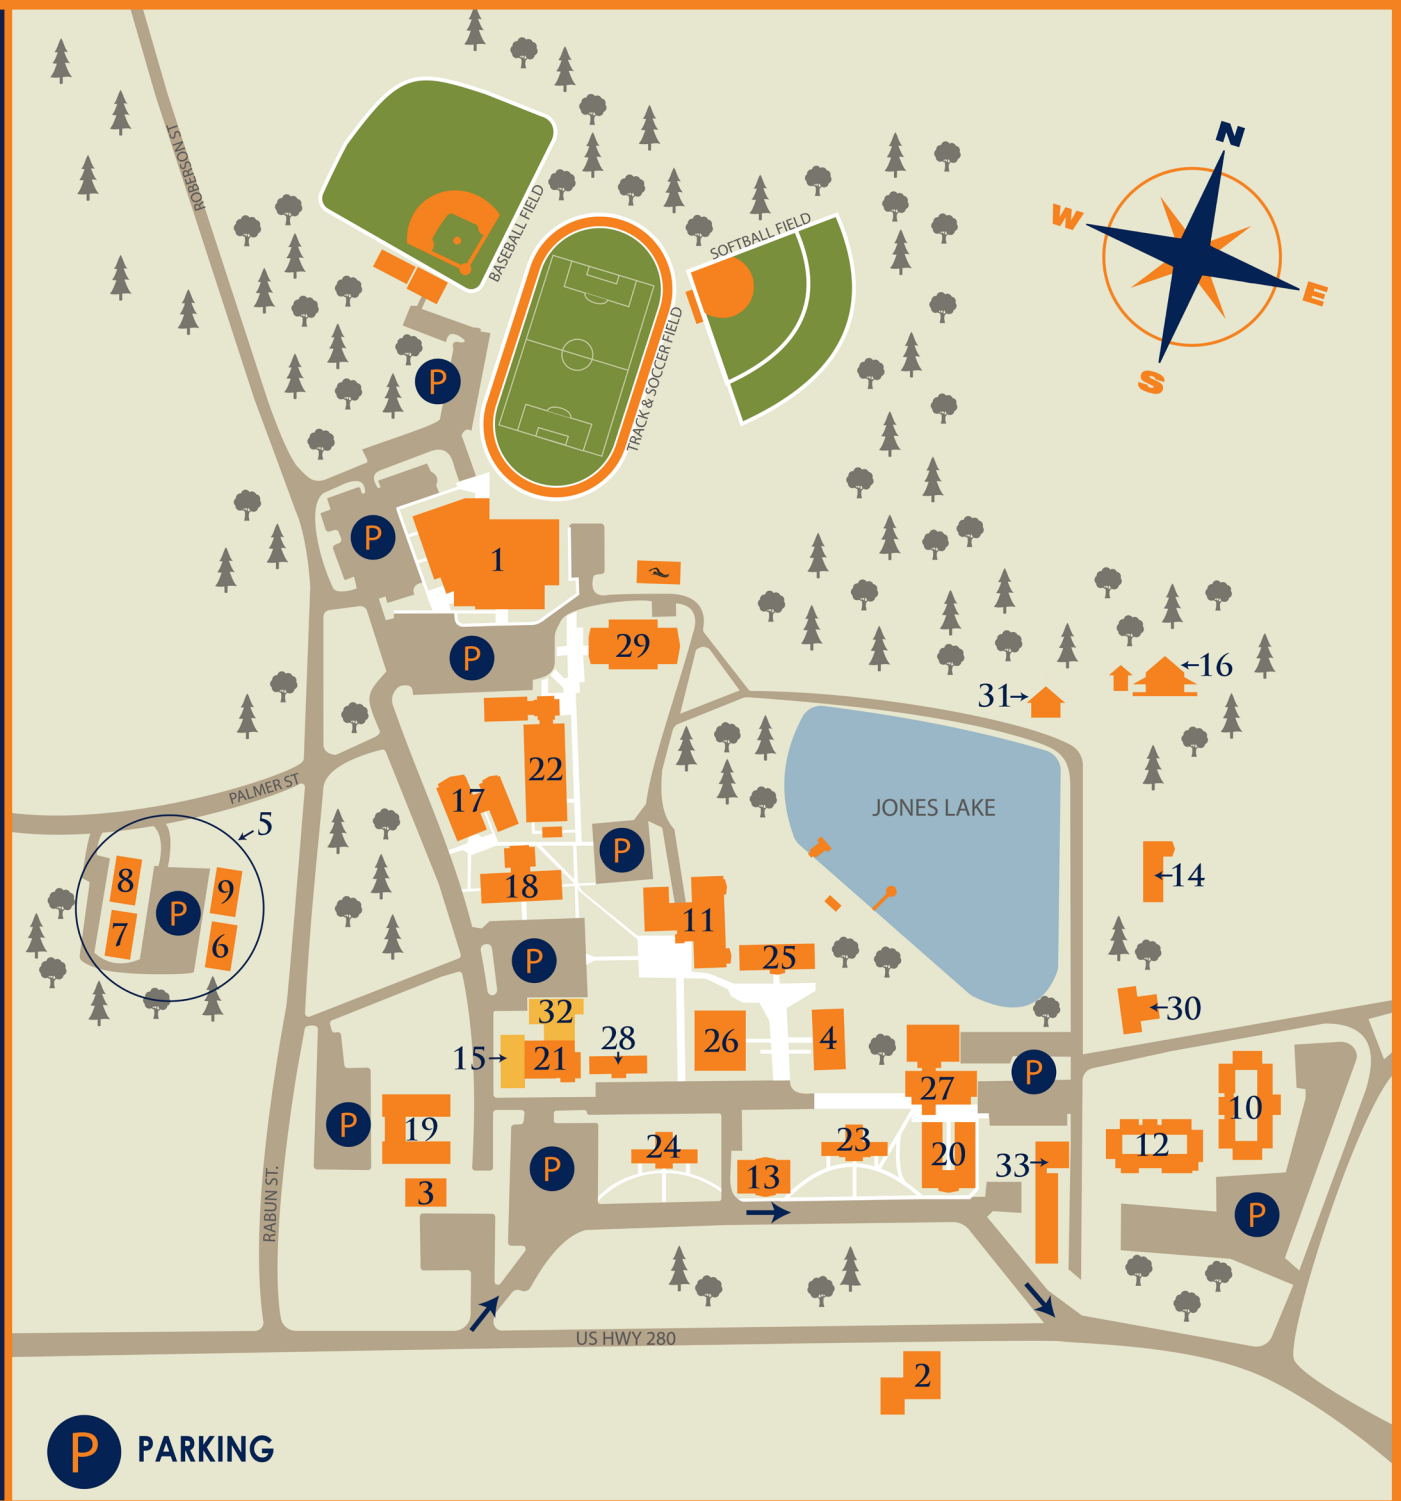 N
W
E
S
ROBERSON ST
BASEBALL FIELD
SOFTBALL FIELD
TRACK & SOCCER FIELD
P
P
1
P
29
31
16
22
17
PALMER ST
5
JONES LAKE
P
18
8
9
P
7
6
11
14
P
25
32
28
15
21
26
4
30
P
27
10
P
19
24
23
12
20
33
P
13
3
P
RABUN ST.
US HWY 280
2
P PARKING